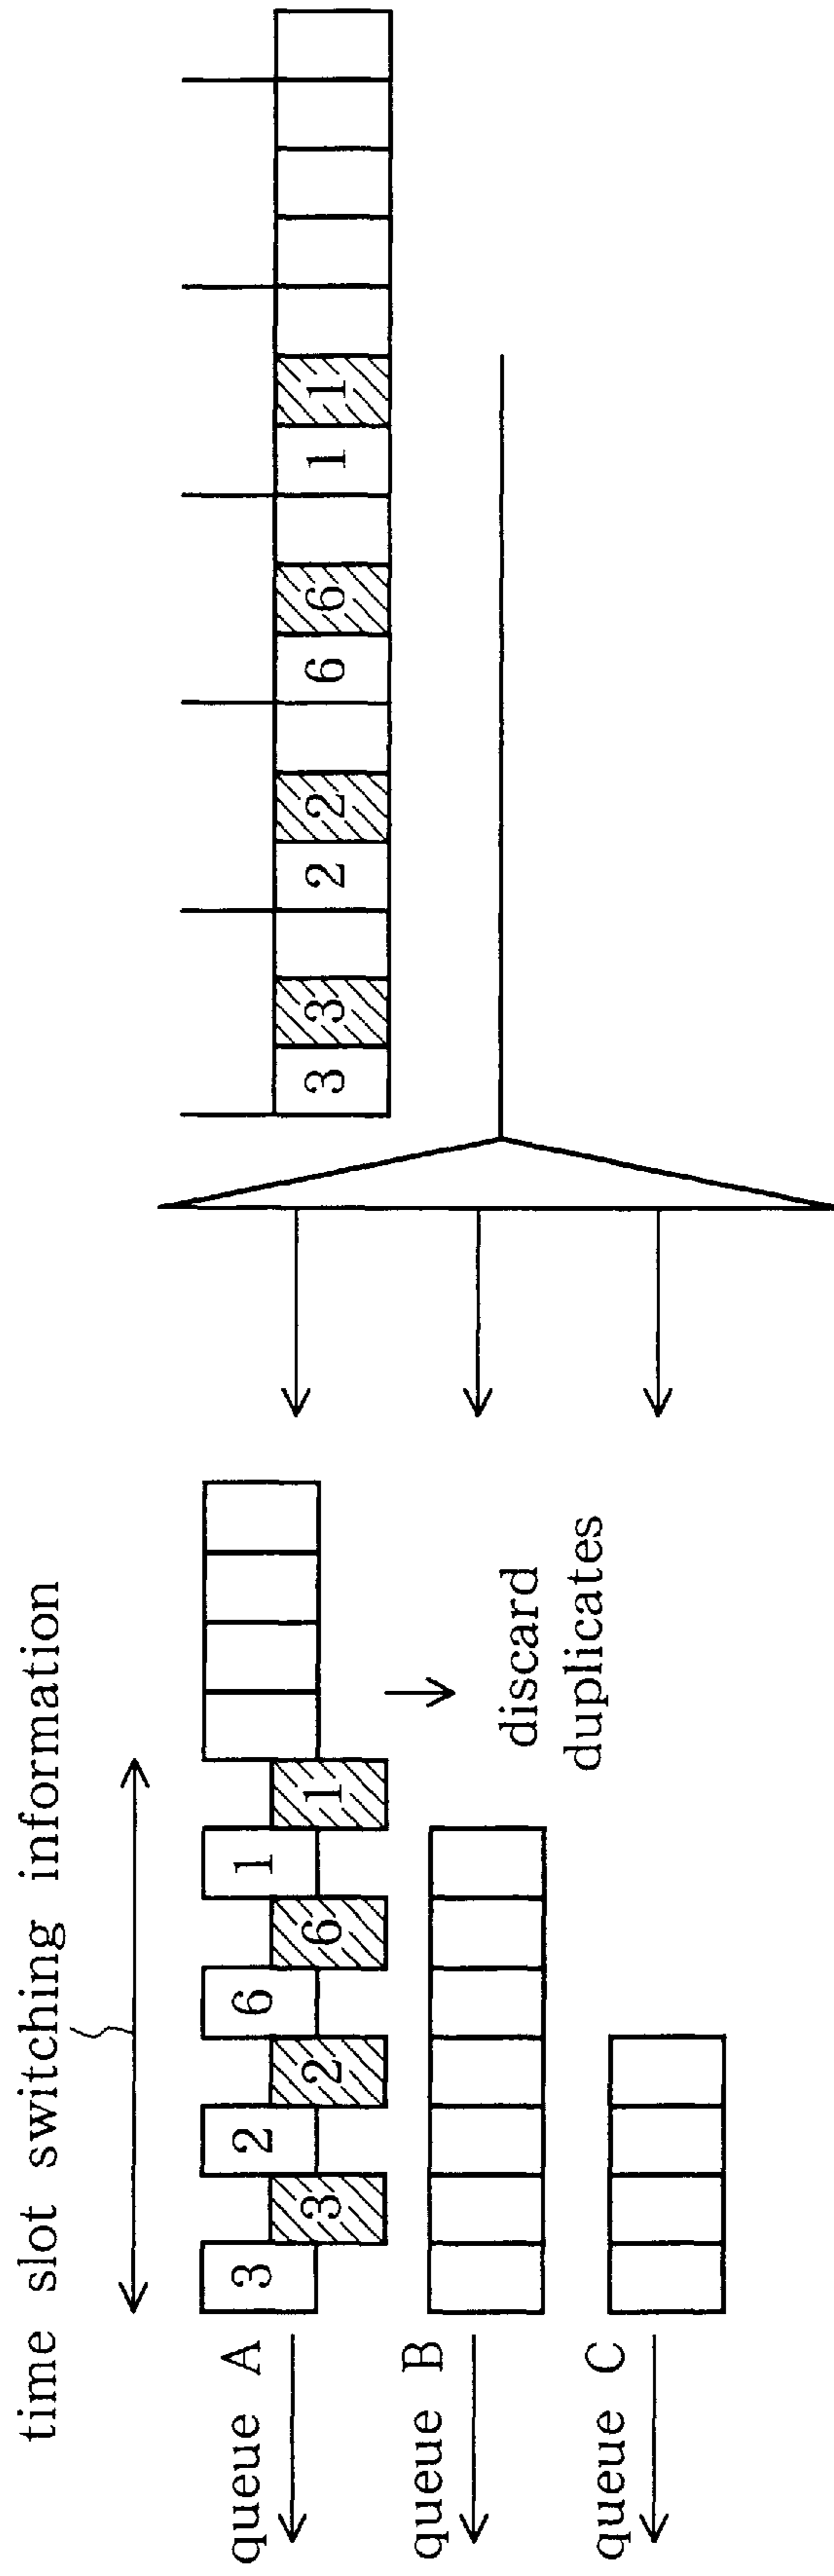 time slot switching information
queue A
3 3 2 2 6 6 1 1
discard
duplicates
queue B
queue C
3 3 2 2 6 6 1 1